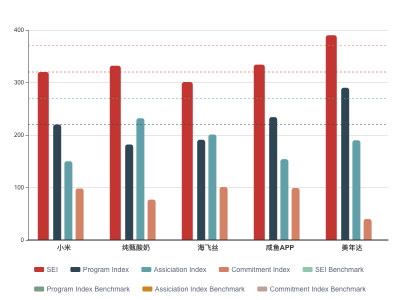 400
300
200
100
0
小米 纯甄酸奶 海飞丝 咸鱼APP 美年达
SEI Program Index Assiciation Index Commitment Index SEI Benchmark
Program Index Benchmark Assiciation Index Benchmark Commitment Index Benchmark